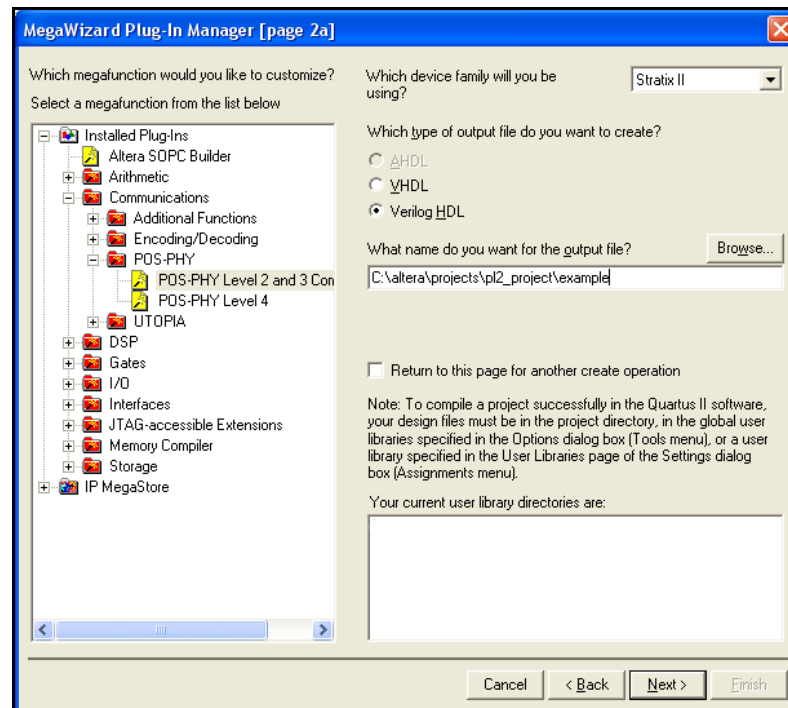 MegaWizard Plug-In Manager [page 2a]
Which megafunction would you like to customize?
Select a megafunction from the list below
Installed Plug-Ins
Altera SOPC Builder
Arithmetic
Communications
Additional Functions
Encoding/Decoding
POS-PHY
POS-PHY Level 2 and 3 Con
POS-PHY Level 4
UTOPIA
DSP
Gates
I/O
Interfaces
JTAG-accessible Extensions
Memory Compiler
Storage
IP MegaStore
Which device family will you be
using?
Stratix II
Which type of output file do you want to create?
AHDL
VHDL
Verilog HDL
What name do you want for the output file?
Browse...
C:\altera\projects\pl2_project\example
Return to this page for another create operation
Note: To compile a project successfully in the Quartus II software,
your design files must be in the project directory, in the global user
libraries specified in the Options dialog box (Tools menu), or a user
library specified in the User Libraries page of the Settings dialog
box (Assignments menu).
Your current user library directories are:
Cancel
< Back
Next >
Finish